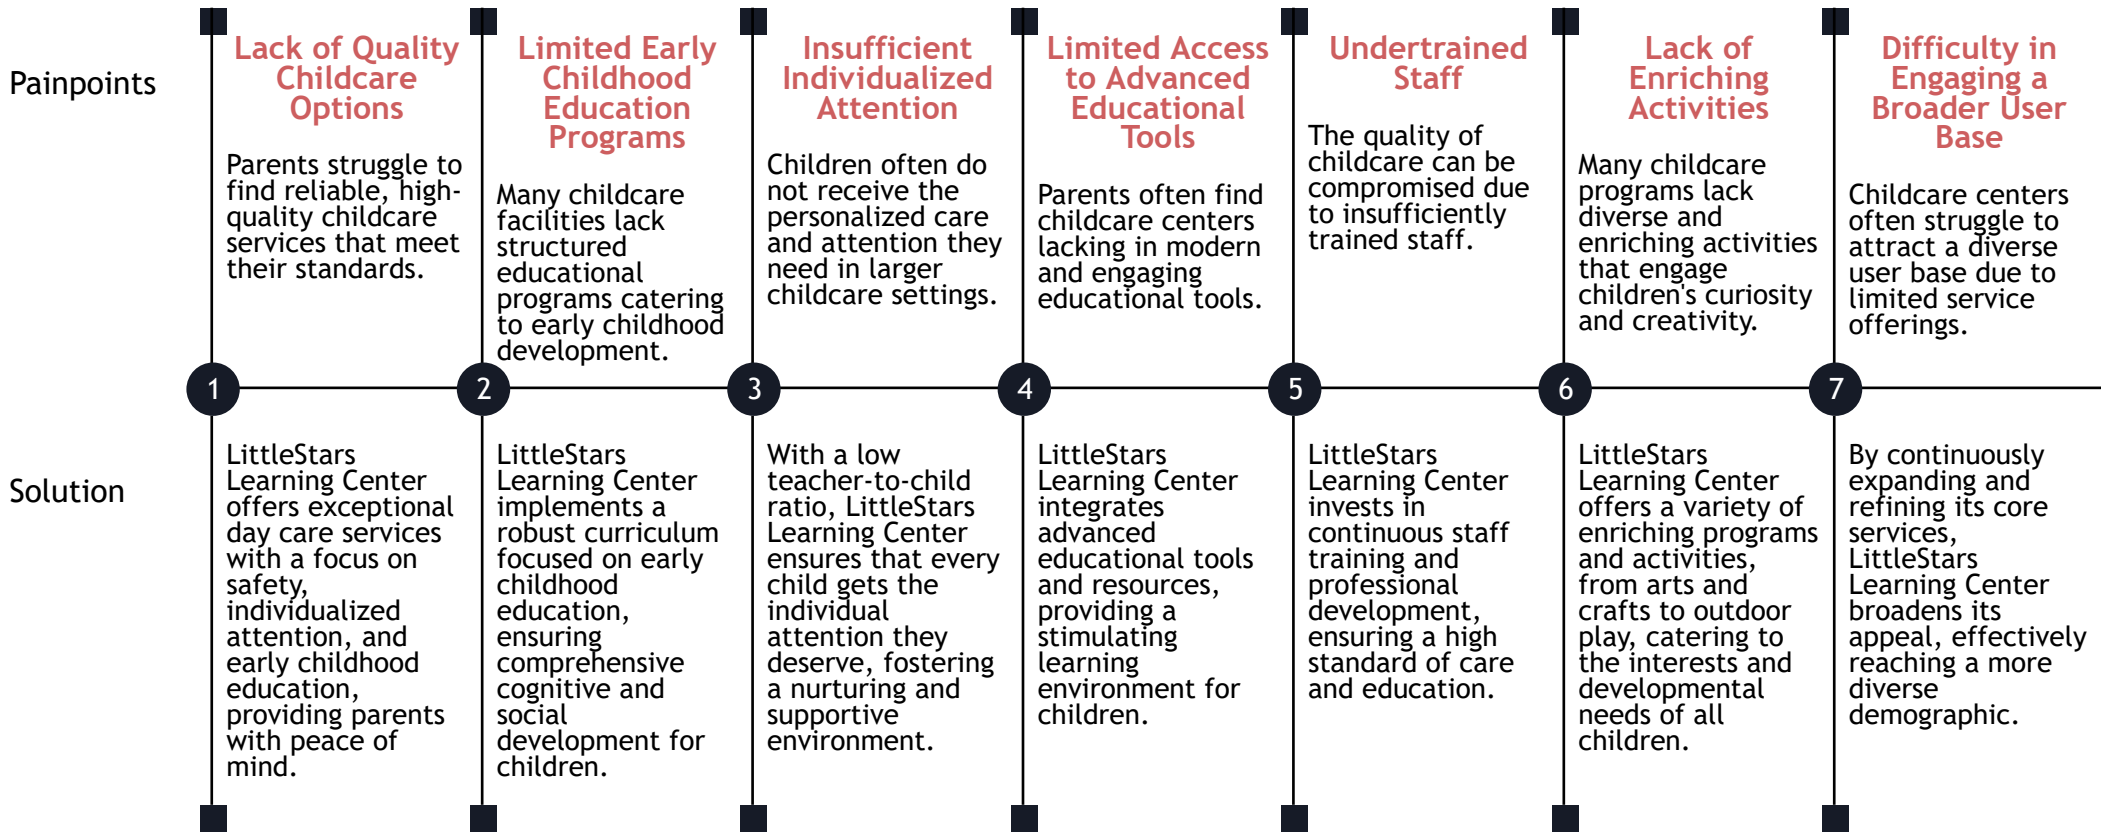 Painpoints
Lack of Quality
Childcare
Options
Parents struggle to
find reliable, high-
quality childcare
services that meet
their standards.
Limited Early
Childhood
Education
Programs
Many childcare
facilities lack
structured
educational
programs catering
to early childhood
development.
Insufficient
Individualized
Attention
Children often do
not receive the
personalized care
and attention they
need in larger
childcare settings.
Limited Access
to Advanced
Educational
Tools
Parents often find
childcare centers
lacking in modern
and engaging
educational tools.
Undertrained
Staff
The quality of
childcare can be
compromised due
to insufficiently
trained staff.
Lack of
Enriching
Activities
Many childcare
programs lack
diverse and
enriching activities
that engage
children's curiosity
and creativity.
Difficulty in
Engaging a
Broader User
Base
Childcare centers
often struggle to
attract a diverse
user base due to
limited service
offerings.
1
2
3
4
5
6
7
Solution
LittleStars
Learning Center
offers exceptional
day care services
with a focus on
safety,
individualized
attention, and
early childhood
education,
providing parents
with peace of
mind.
LittleStars
Learning Center
implements a
robust curriculum
focused on early
childhood
education,
ensuring
comprehensive
cognitive and
social
development for
children.
With a low
teacher-to-child
ratio, LittleStars
Learning Center
ensures that every
child gets the
individual
attention they
deserve, fostering
a nurturing and
supportive
environment.
LittleStars
Learning Center
integrates
advanced
educational tools
and resources,
providing a
stimulating
learning
environment for
children.
LittleStars
Learning Center
invests in
continuous staff
training and
professional
development,
ensuring a high
standard of care
and education.
LittleStars
Learning Center
offers a variety of
enriching programs
and activities,
from arts and
crafts to outdoor
play, catering to
the interests and
developmental
needs of all
children.
By continuously
expanding and
refining its core
services,
LittleStars
Learning Center
broadens its
appeal, effectively
reaching a more
diverse
demographic.